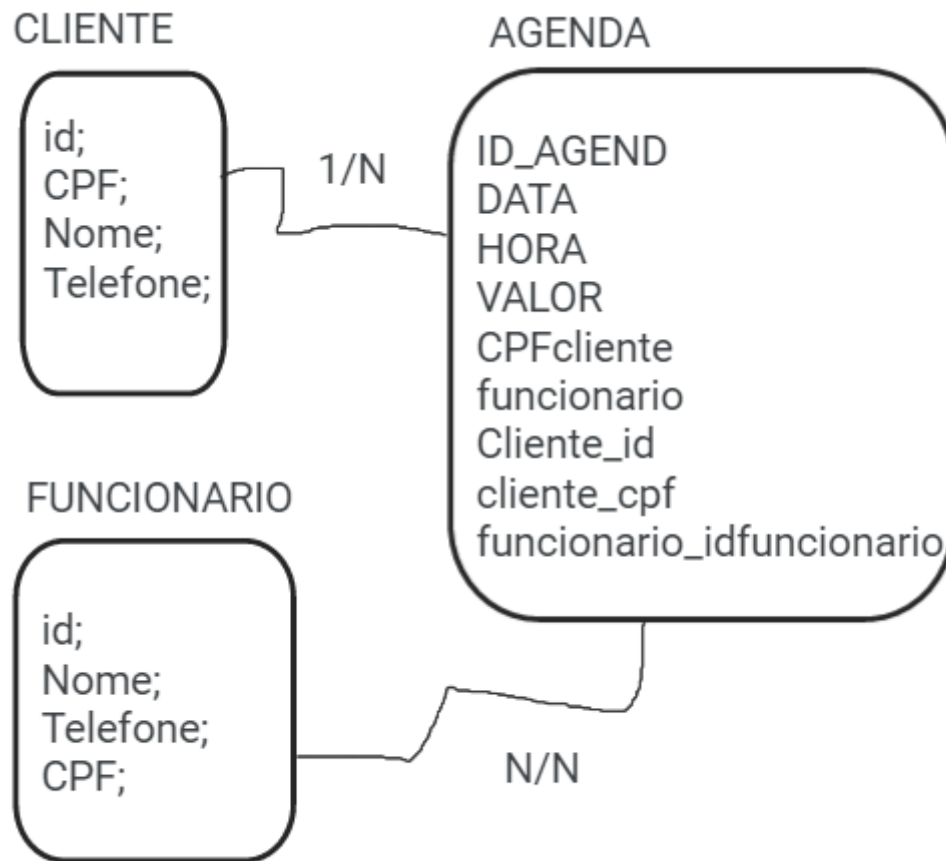 CLIENTE
id;
CPF;
Nome;
Telefone;
1/N
AGENDA
ID_AGEND
DATA
HORA
VALOR
CPFcliente
funcionario
Cliente_id
cliente_cpf
funcionario_idfuncionario
FUNCIONARIO
id;
Nome;
Telefone;
CPF;
N/N